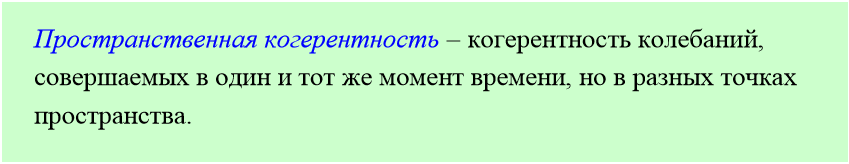 Пространственная когерентность – когерентность колебаний,
совершаемых в один и тот же момент времени, но в разных точках
пространства.